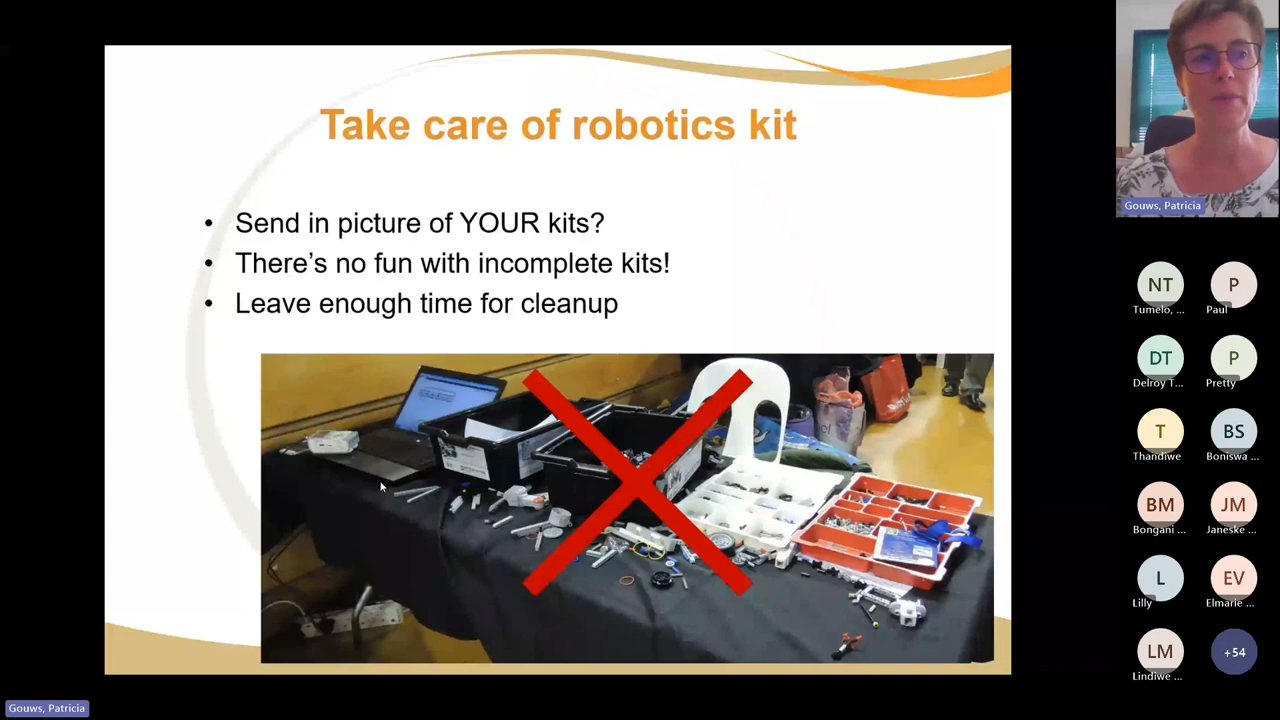 Take care of robotics kit
• Send in picture of YOUR kits?
• There's no fun with incomplete kits!
• Leave enough time for cleanup
Gouws, Patricia
NT
P
Tumelo, ...
Paul
DT
P
Delroy T...
Pretty
T
BS
Thandiwe
Boniswa ...
BM
JM
Bongani ...
Janeske ...
L
EV
Lilly
Elmarie ...
LM
+54
Lindiwe ...
Gouws, Patricia